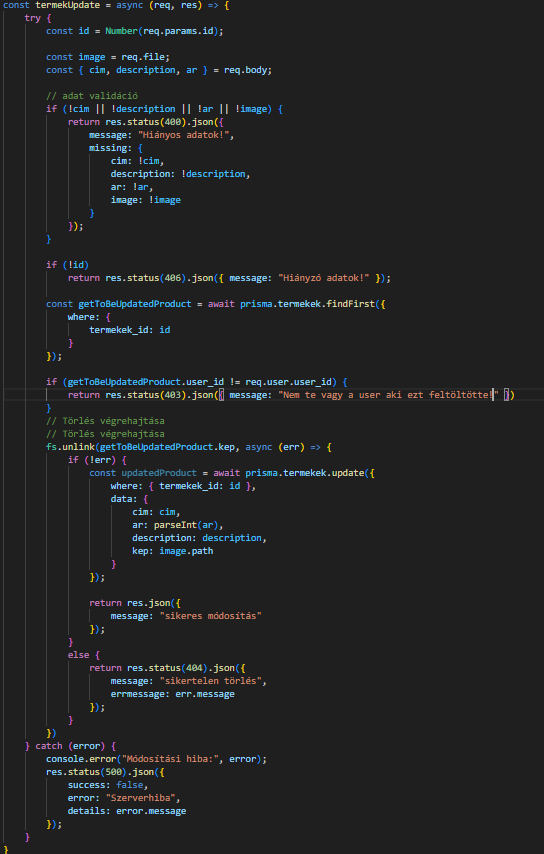 const termekUpdate = async (req, res) => {
    try {
        const id = Number(req.params.id);

        const image = req.file;
        const { cim, description, ar } = req.body;

        // adat validáció
        if (!cim || !description || !ar || !image) {
            return res.status(400).json({
                message: "Hiányos adatok!",
                missing: {
                    cim: !cim,
                    description: !description,
                    ar: !ar,
                    image: !image
                }
            });
        }

        if (!id)
            return res.status(406).json({ message: "Hiányzó adatok!" });

        const getToBeUpdatedProduct = await prisma.termekek.findFirst({
            where: {
                termekek_id: id
            }
        });

        if (getToBeUpdatedProduct.user_id != req.user.user_id) {
            return res.status(403).json({ message: "Nem te vagy a user aki ezt feltöltötte!" })
        }
        // Törlés végrehajtása
        // Törlés végrehajtása
        fs.unlink(getToBeUpdatedProduct.kep, async (err) => {
            if (!err) {
                const updatedProduct = await prisma.termekek.update({
                    where: { termekek_id: id },
                    data: {
                        cim: cim,
                        ar: parseInt(ar),
                        description: description,
                        kep: image.path
                    }
                });

                return res.json({
                    message: "sikeres módosítás"
                });
            }
            else {
                return res.status(404).json({
                    message: "sikertelen törlés",
                    errmessage: err.message
                });
            }
        })
    } catch (error) {
        console.error("Módosítási hiba:", error);
        res.status(500).json({
            success: false,
            error: "Szerverhiba",
            details: error.message
        });
    }
}